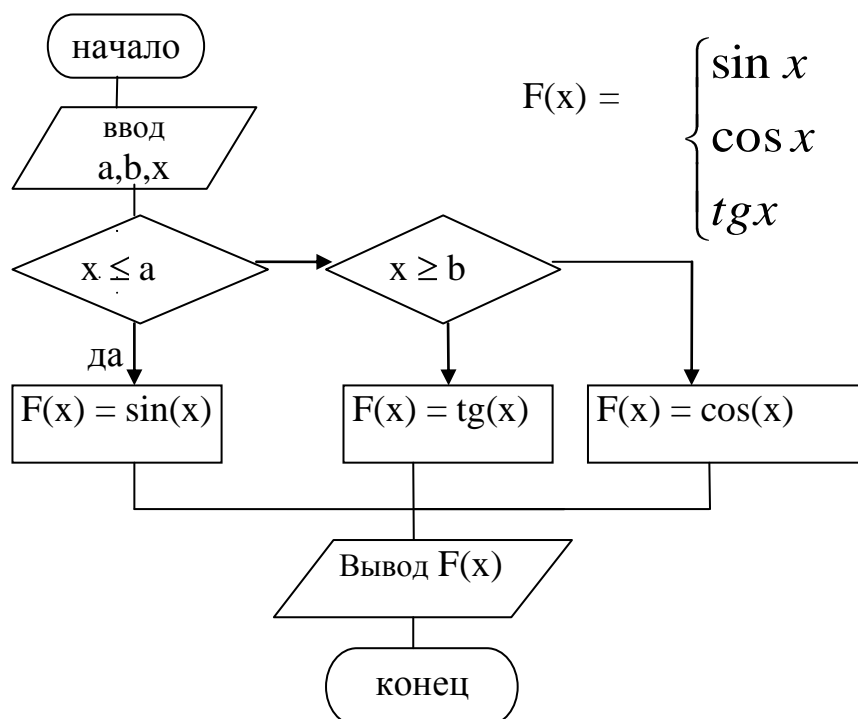 начало
ввод
a,b,x
F(x) =
sin x
cos x
tgx
x ≤ a
x ≥ b
да
F(x) = sin(x)
F(x) = tg(x)
F(x) = cos(x)
Вывод F(x)
конец